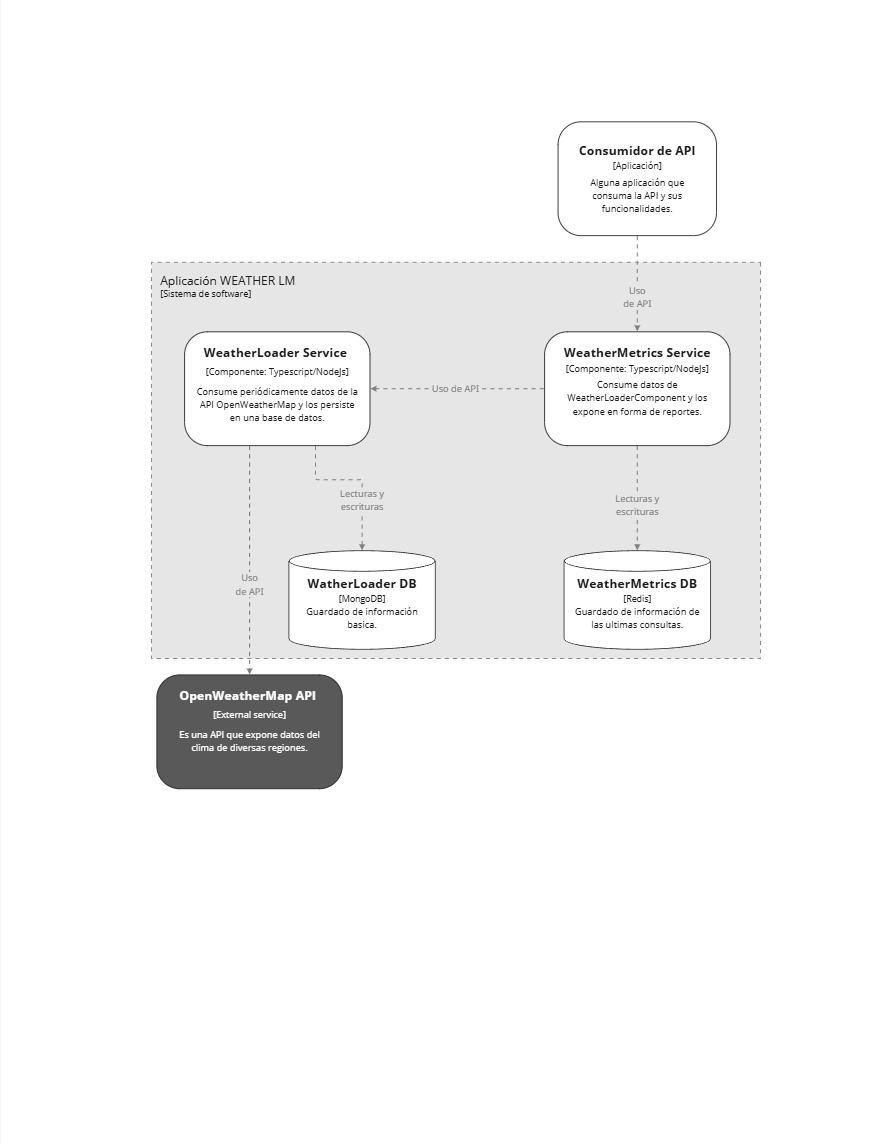 Consumidor de API
[Aplicación]
Alguna aplicación que
consuma la API y sus
funcionalidades.
Aplicación WEATHER LM
[Sistema de software]
Uso
de API
WeatherLoader Service
[Componente: Typescript/NodeJs]
Consume periódicamente datos de la
API OpenWeatherMap y los persiste
en una base de datos.
Uso de API
WeatherMetrics Service
[Componente: Typescript/NodeJs]
Consume datos de
WeatherLoaderComponent y los
expone en forma de reportes.
Lecturas y
escrituras
Lecturas y
escrituras
Uso
de API
WatherLoader DB
[MongoDB]
Guardado de información
basica.
WeatherMetrics DB
[Redis]
Guardado de información de
las ultimas consultas.
OpenWeatherMap API
[External service]
Es una API que expone datos del
clima de diversas regiones.